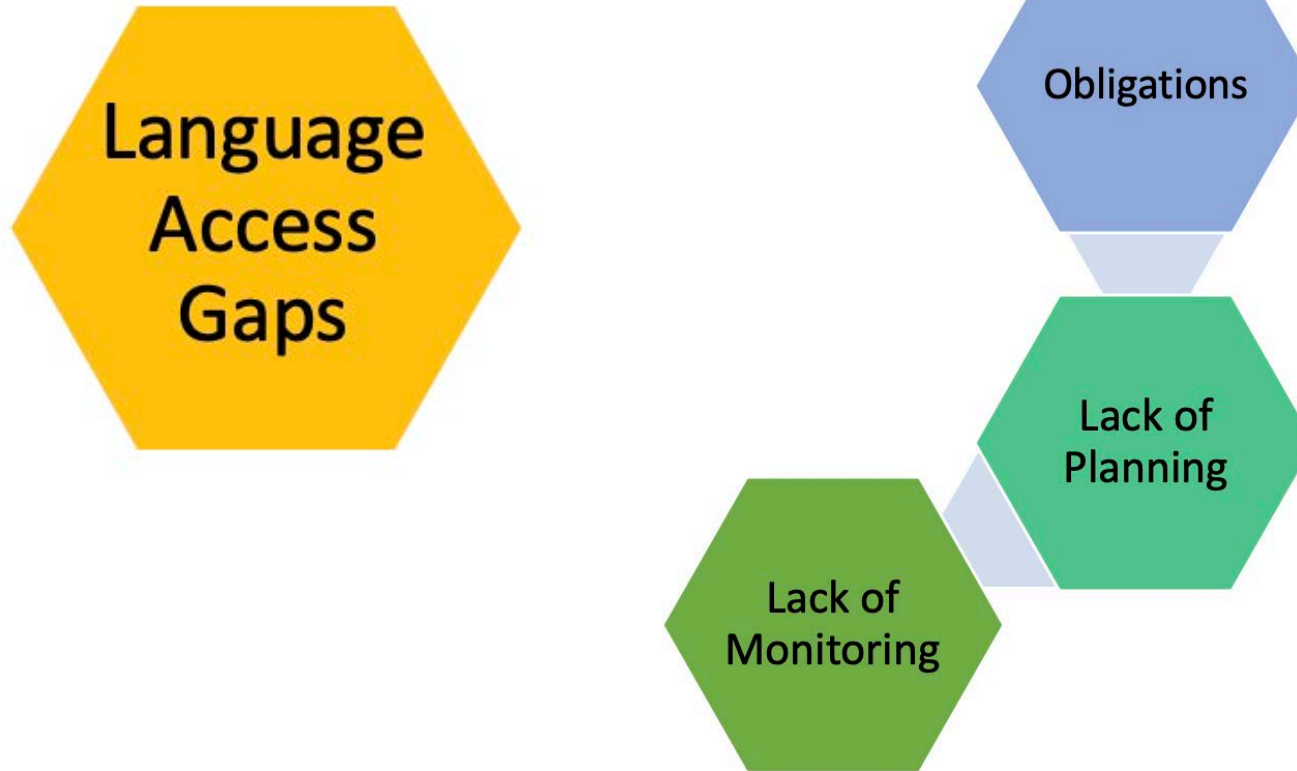 Language
Access
Gaps
Obligations
Lack of
Planning
Lack of
Monitoring